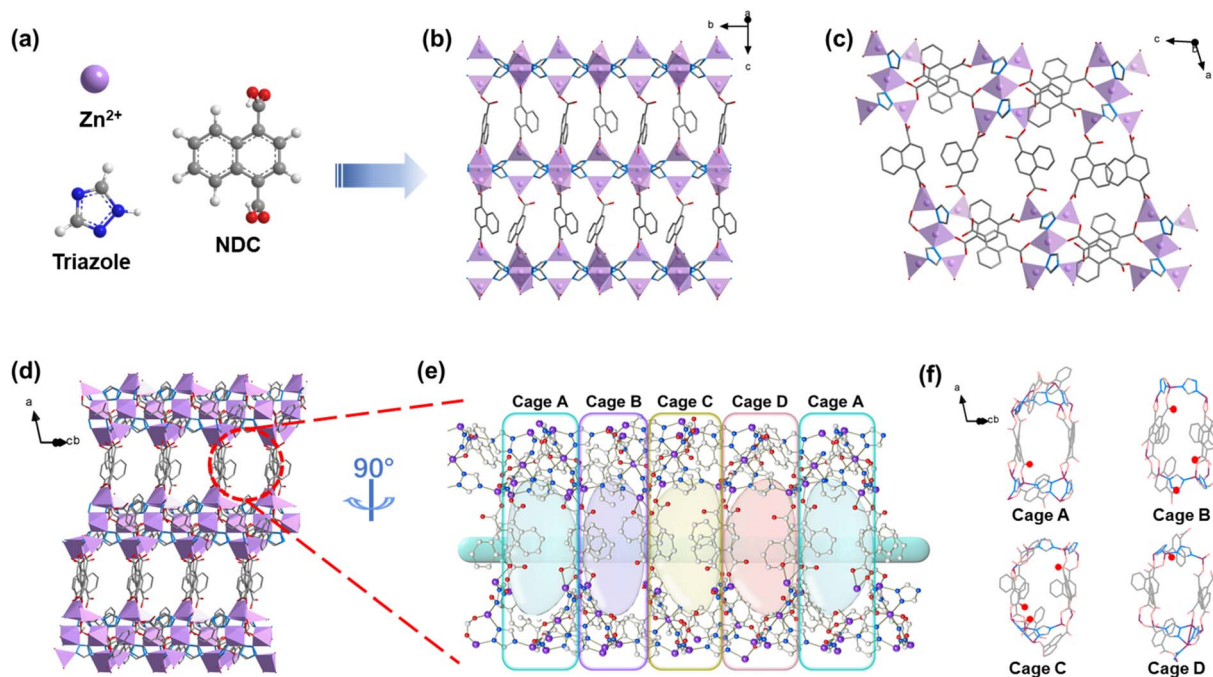 (a)
Zn²⁺
Triazole
NDC
(b)
a
b
c
(c)
c
b
a
(d)
a
cb
90°
(e)
Cage A
Cage B
Cage C
Cage D
Cage A
(f)
a
cb
Cage A
Cage B
Cage C
Cage D